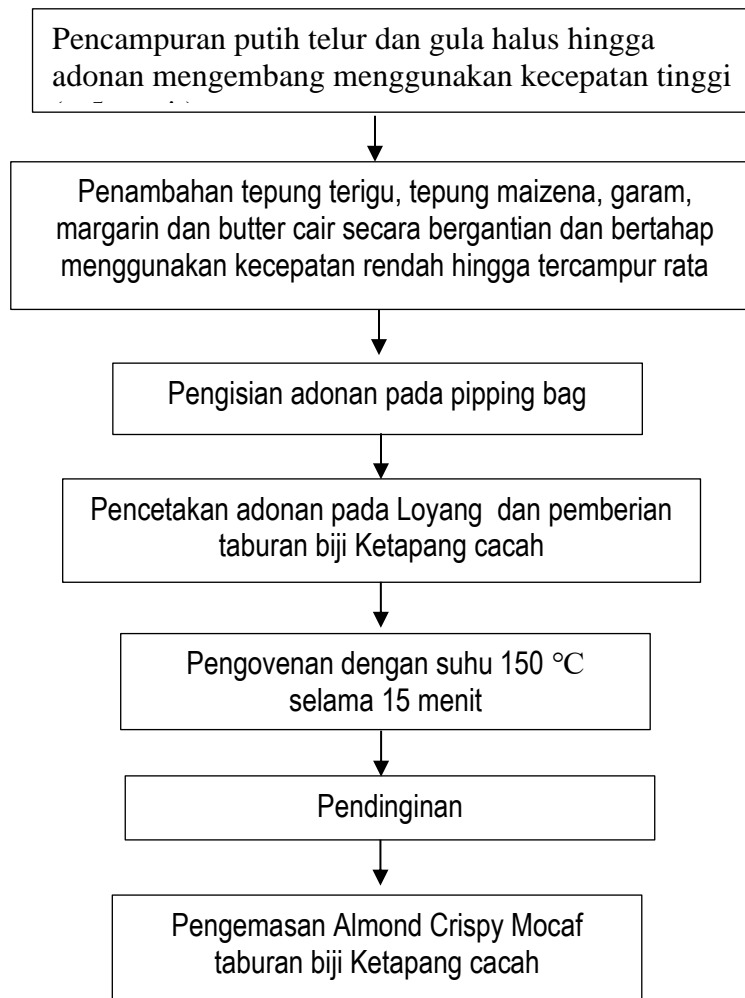 Pencampuran putih telur dan gula halus hingga
adonan mengembang menggunakan kecepatan tinggi
Penambahan tepung terigu, tepung maizena, garam,
margarin dan butter cair secara bergantian dan bertahap
menggunakan kecepatan rendah hingga tercampur rata
Pengisian adonan pada pipping bag
Pencetakan adonan pada Loyang dan pemberian
taburan biji Ketapang cacah
Pengovenan dengan suhu 150 °C
selama 15 menit
Pendinginan
Pengemasan Almond Crispy Mocaf
taburan biji Ketapang cacah